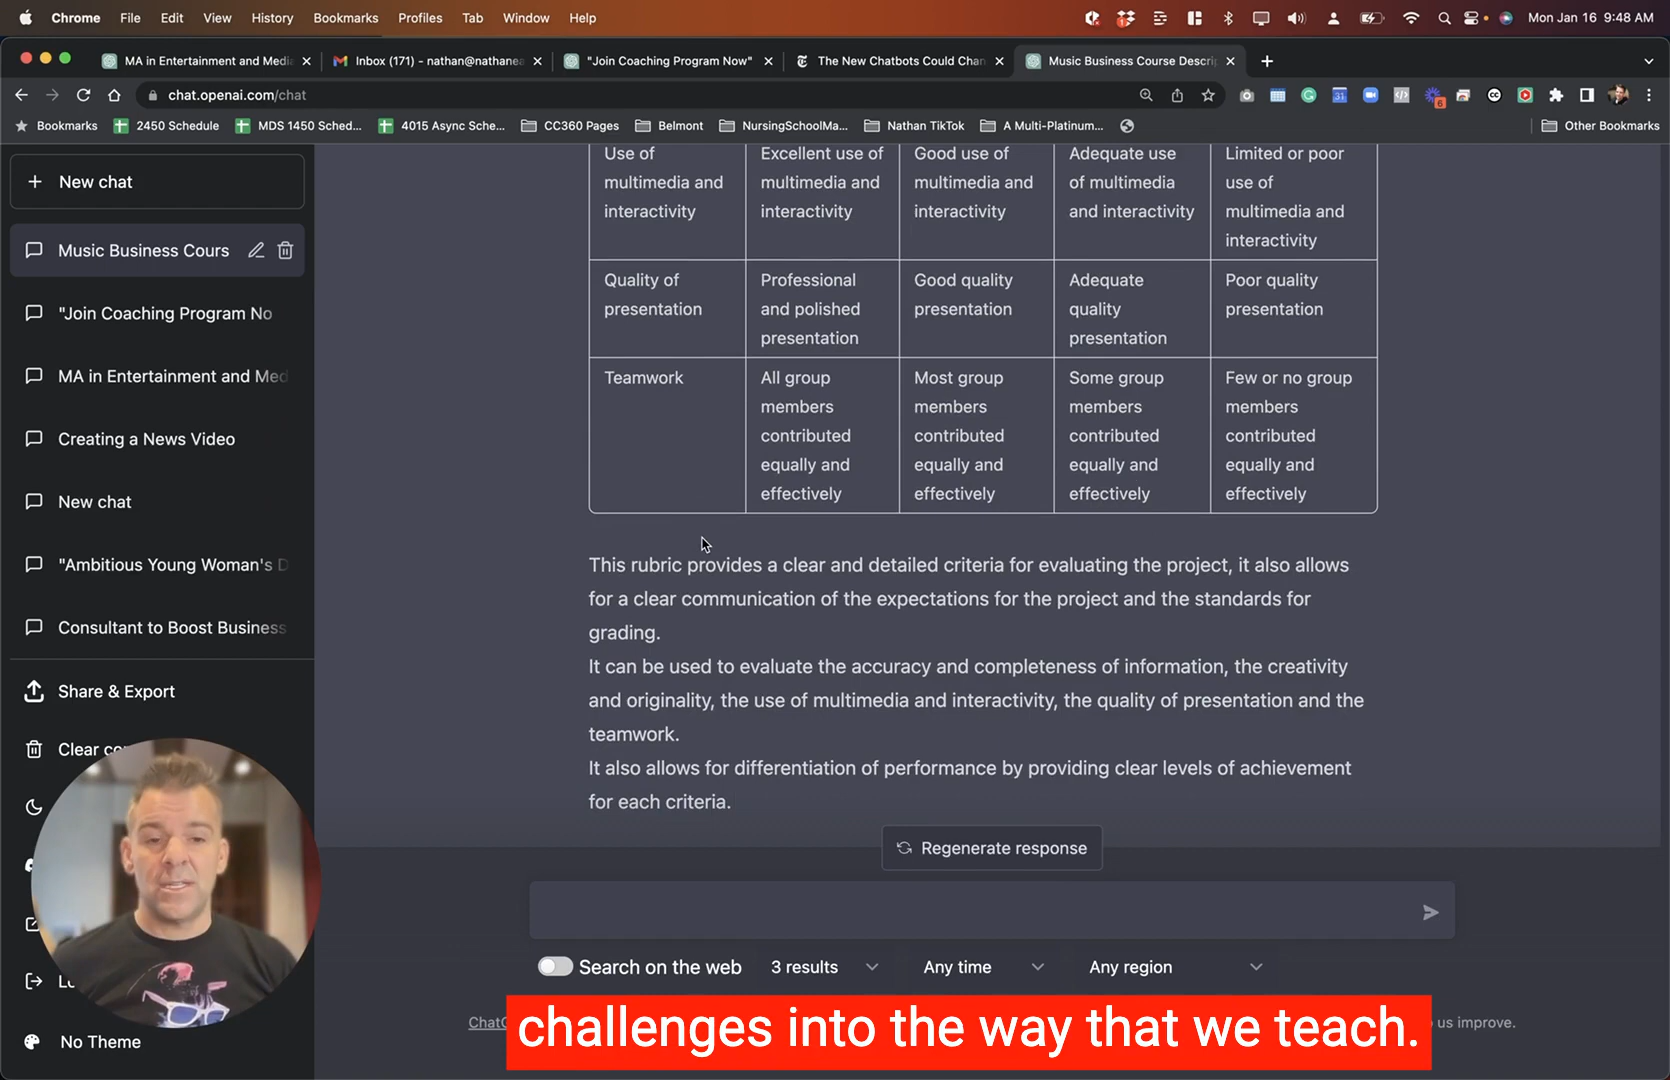 Chrome File Edit View History Bookmarks Profiles Tab Window Help Mon Jan 16 9:48 AM
MA in Entertainment and Media Inbox (171) - nathan@nathanea "Join Coaching Program Now" The New Chatbots Could Chan Music Business Course Descrip
chat.openai.com/chat
Bookmarks 2450 Schedule MDS 1450 Sched... 4015 Async Sche... CC360 Pages Belmont NursingSchoolMa... Nathan TikTok A Multi-Platinum... Other Bookmarks
New chat
Music Business Cours
"Join Coaching Program No
MA in Entertainment and Med
Creating a News Video
New chat
"Ambitious Young Woman's D
Consultant to Boost Business
Share & Export
Clear co
No Theme
Use of Excellent use of Good use of Adequate use Limited or poor
multimedia and multimedia and multimedia and of multimedia use of
interactivity interactivity interactivity and interactivity multimedia and
interactivity
Quality of Professional Good quality Adequate Poor quality
presentation and polished presentation quality presentation
presentation presentation
Teamwork All group Most group Some group Few or no group
members members members members
contributed contributed contributed contributed
equally and equally and equally and equally and
effectively effectively effectively effectively
This rubric provides a clear and detailed criteria for evaluating the project, it also allows
for a clear communication of the expectations for the project and the standards for
grading.
It can be used to evaluate the accuracy and completeness of information, the creativity
and originality, the use of multimedia and interactivity, the quality of presentation and the
teamwork.
It also allows for differentiation of performance by providing clear levels of achievement
for each criteria.
Regenerate response
Search on the web 3 results Any time Any region
ChatG us improve.
challenges into the way that we teach.